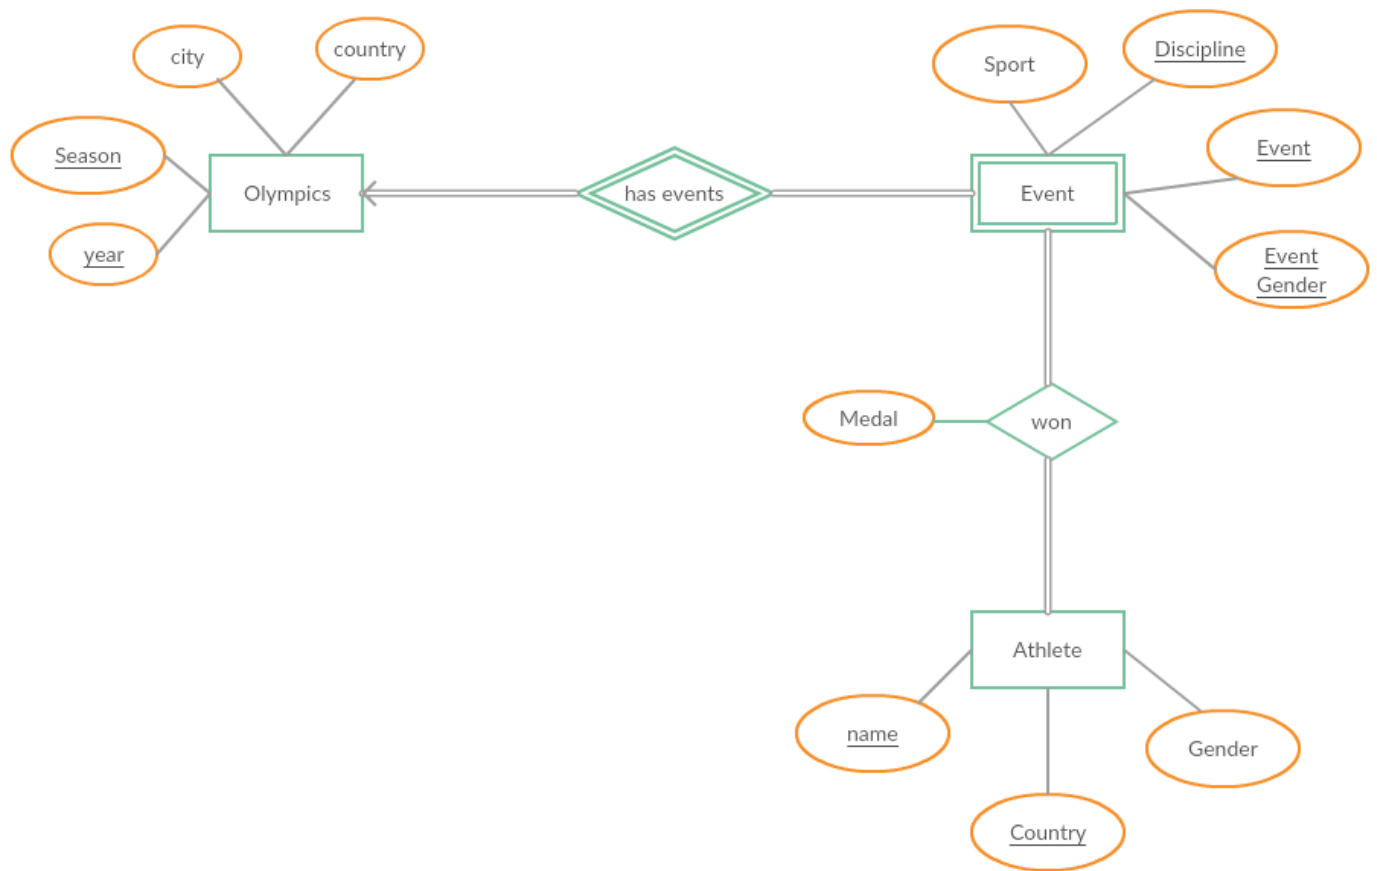 city
country
Sport
Discipline
Season
Event
Olympics
has events
Event
year
Event
Gender
Medal
won
Athlete
name
Gender
Country